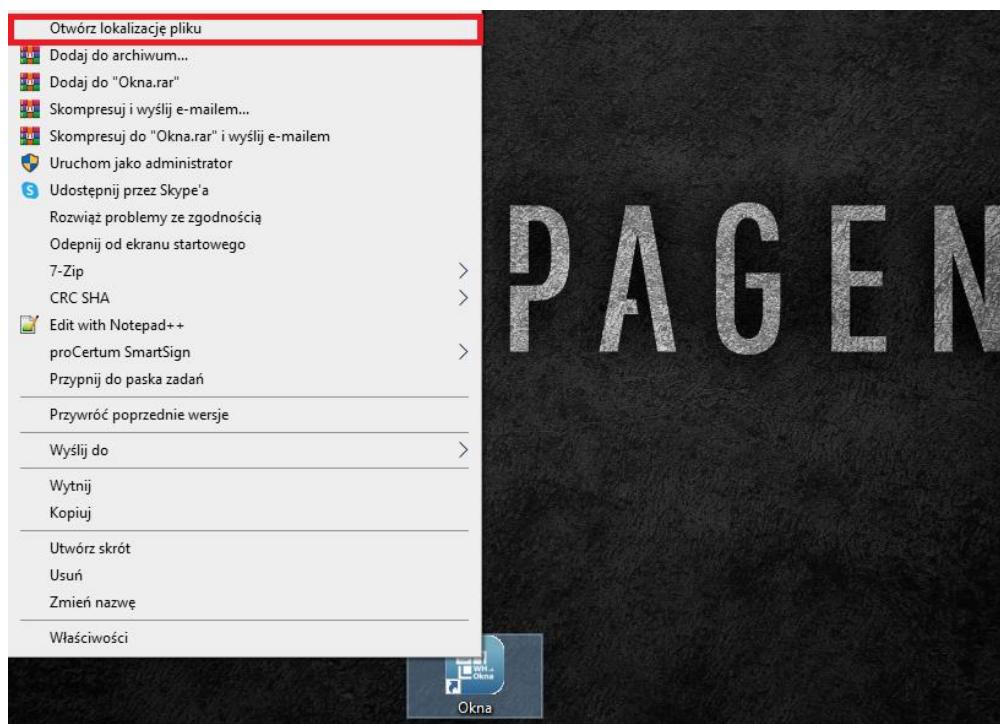 Otwórz lokalizację pliku
Dodaj do archiwum...
Dodaj do "Okna.rar"
Skompresuj i wyślij e-mailem...
Skompresuj do "Okna.rar" i wyślij e-mailem
Uruchom jako administrator
Udostępnij przez Skype'a
Rozwiąż problemy ze zgodnością
Odepnij od ekranu startowego
7-Zip
CRC SHA
Edit with Notepad++
proCertum SmartSign
Przypnij do paska zadań
Przywróć poprzednie wersje
Wyślij do
Wytnij
Kopiuj
Utwórz skrót
Usuń
Zmień nazwę
Właściwości
PAGEN
WH
Okna
Okna